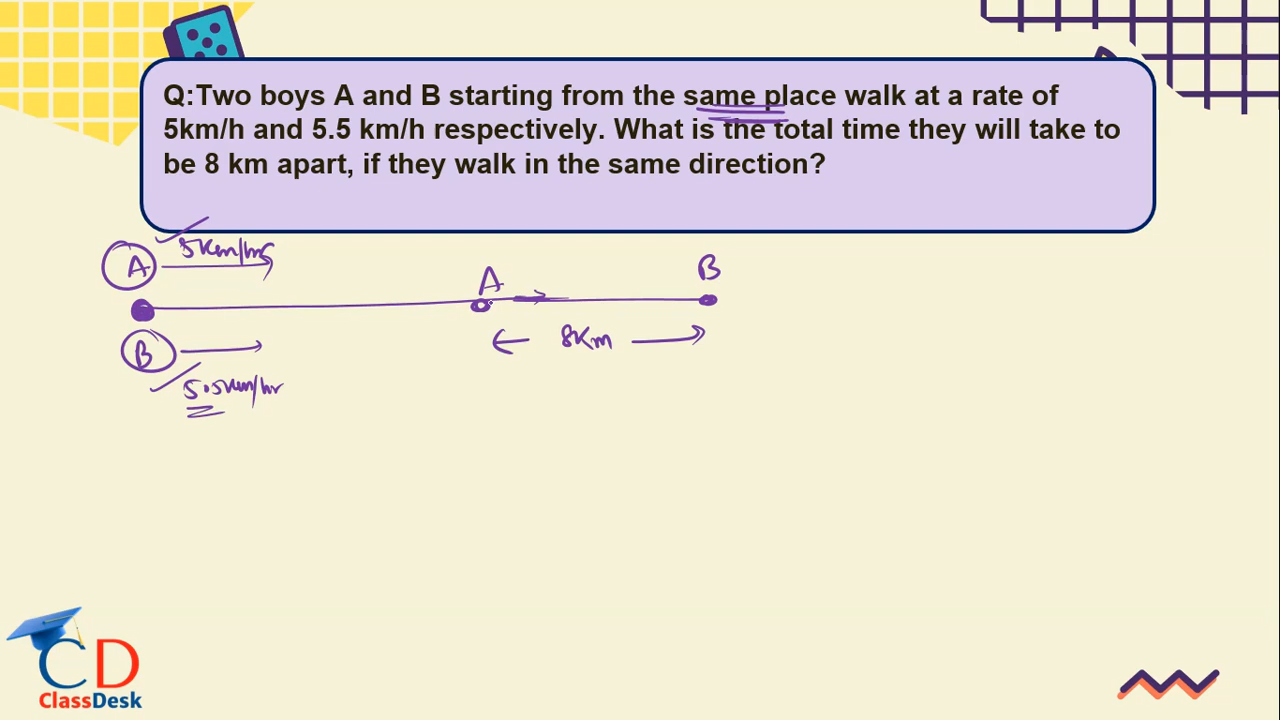 Q:Two boys A and B starting from the same place walk at a rate of
5km/h and 5.5 km/h respectively. What is the total time they will take to
be 8 km apart, if they walk in the same direction?
A 5km/hr
A B
8km
B
5.5km/hr
CD
ClassDesk